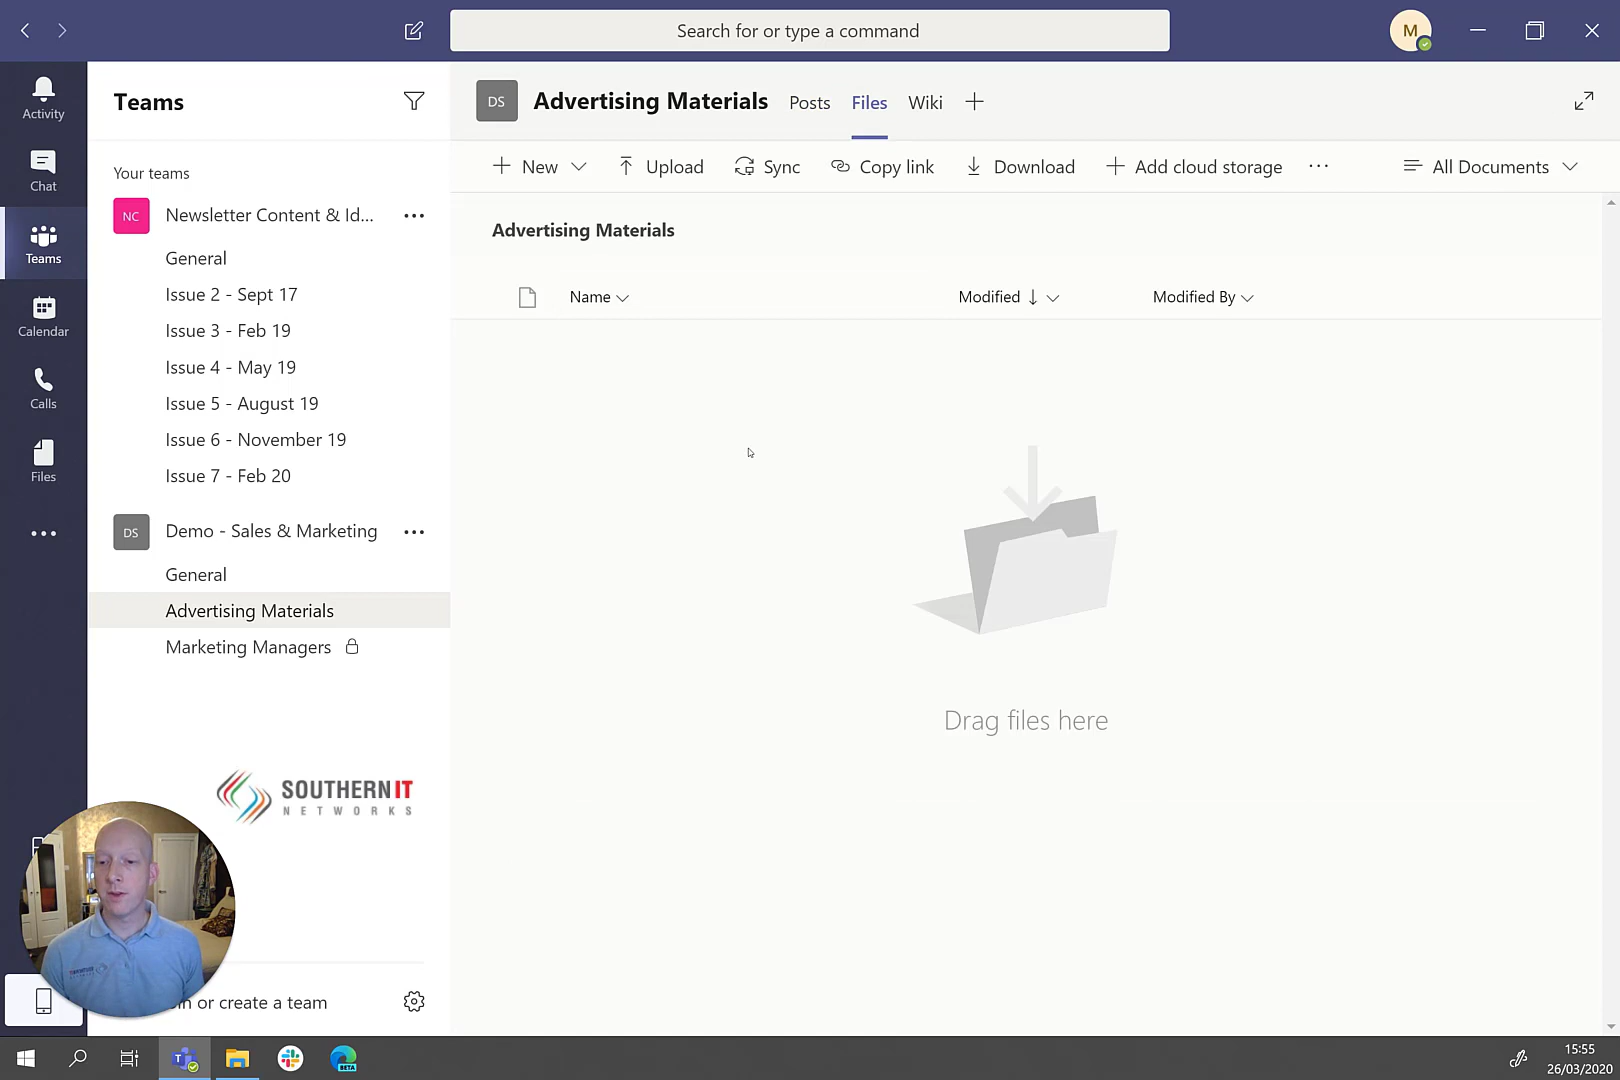 Search for or type a command
M
Activity
Chat
Teams
Calendar
Calls
Files
Teams
Your teams
NC
Newsletter Content & Id...
General
Issue 2 - Sept 17
Issue 3 - Feb 19
Issue 4 - May 19
Issue 5 - August 19
Issue 6 - November 19
Issue 7 - Feb 20
DS
Demo - Sales & Marketing
General
Advertising Materials
Marketing Managers
SOUTHERN IT
NETWORKS
or create a team
DS
Advertising Materials
Posts
Files
Wiki
New
Upload
Sync
Copy link
Download
Add cloud storage
All Documents
Advertising Materials
Name
Modified
Modified By
Drag files here
T
BETA
15:55
26/03/2020